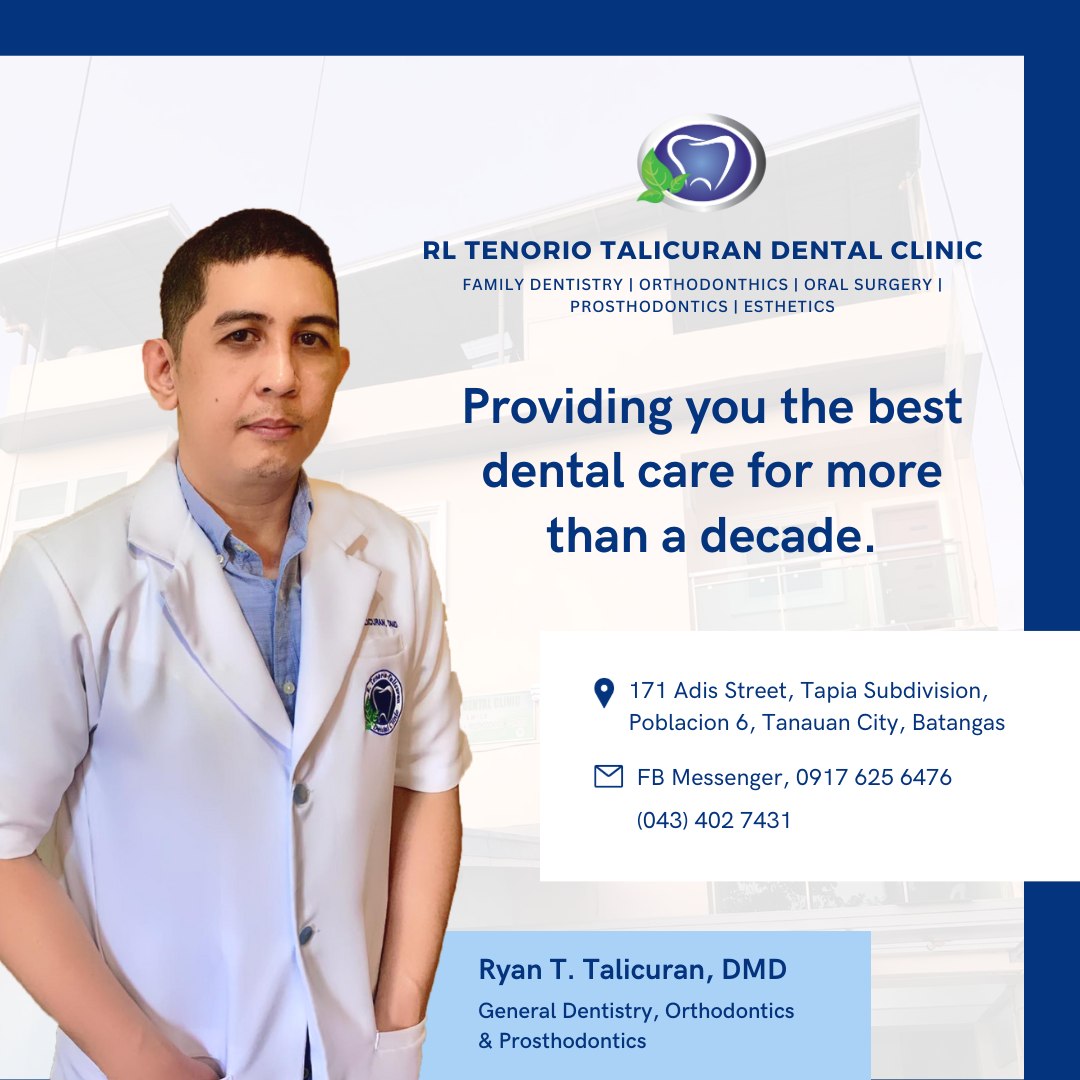 RL TENORIO TALICURAN DENTAL CLINIC
FAMILY DENTISTRY | ORTHODONTHICS | ORAL SURGERY |
PROSTHODONTICS | ESTHETICS
Providing you the best
dental care for more
than a decade.
171 Adis Street, Tapia Subdivision,
Poblacion 6, Tanauan City, Batangas
FB Messenger, 0917 625 6476
(043) 402 7431
Ryan T. Talicuran, DMD
General Dentistry, Orthodontics
& Prosthodontics